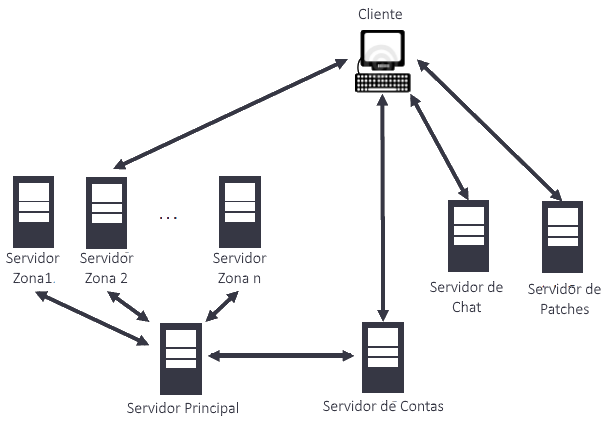 Cliente
Servidor
Zona1.
Servidor
Zona 2
...
Servidor
Zona n
Servidor de
Chat
Servidor de
Patches
Servidor Principal
Servidor de Contas